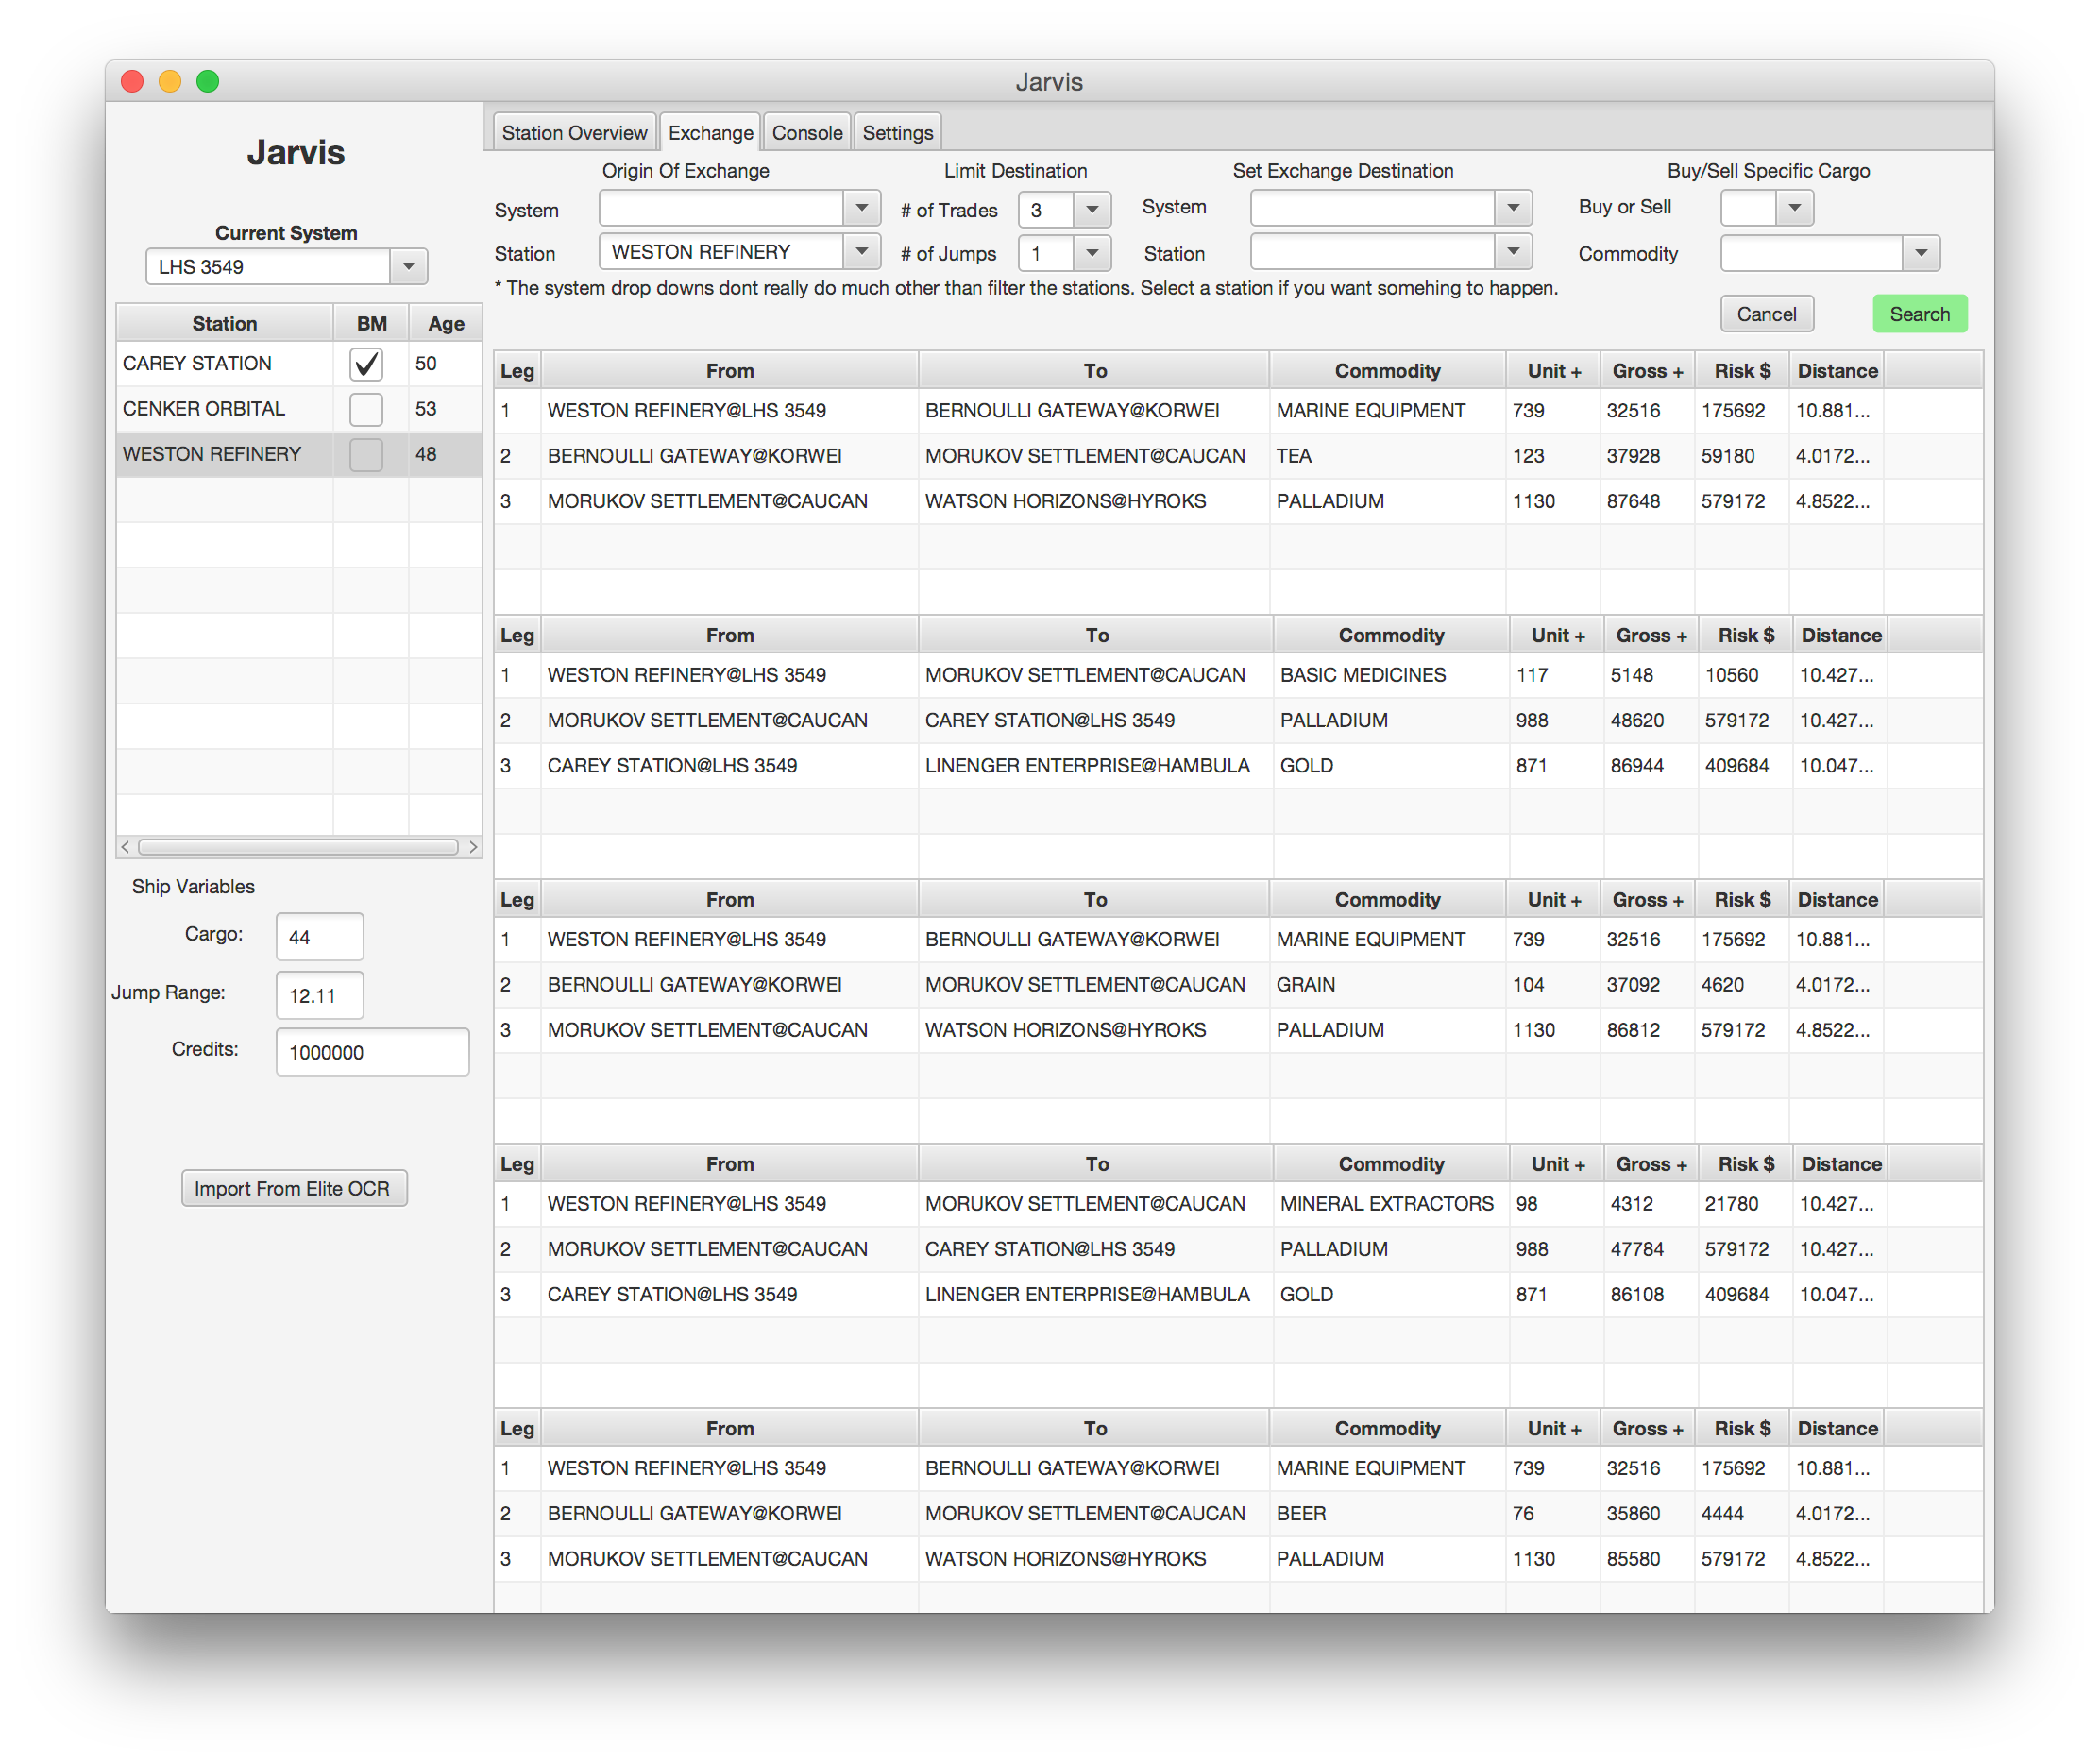 Jarvis
Jarvis
Current System
LHS 3549
Station BM Age
CAREY STATION 50
CENKER ORBITAL 53
WESTON REFINERY 48
Ship Variables
Cargo: 44
Jump Range: 12.11
Credits: 1000000
Import From Elite OCR
Station Overview Exchange Console Settings
Origin Of Exchange Limit Destination Set Exchange Destination Buy/Sell Specific Cargo
System # of Trades 3 System Buy or Sell
Station WESTON REFINERY # of Jumps 1 Station Commodity
* The system drop downs dont really do much other than filter the stations. Select a station if you want somehing to happen.
Cancel Search
Leg From To Commodity Unit + Gross + Risk $ Distance
1 WESTON REFINERY@LHS 3549 BERNOULLI GATEWAY@KORWEI MARINE EQUIPMENT 739 32516 175692 10.881...
2 BERNOULLI GATEWAY@KORWEI MORUKOV SETTLEMENT@CAUCAN TEA 123 37928 59180 4.0172...
3 MORUKOV SETTLEMENT@CAUCAN WATSON HORIZONS@HYROKS PALLADIUM 1130 87648 579172 4.8522...
Leg From To Commodity Unit + Gross + Risk $ Distance
1 WESTON REFINERY@LHS 3549 MORUKOV SETTLEMENT@CAUCAN BASIC MEDICINES 117 5148 10560 10.427...
2 MORUKOV SETTLEMENT@CAUCAN CAREY STATION@LHS 3549 PALLADIUM 988 48620 579172 10.427...
3 CAREY STATION@LHS 3549 LINENGER ENTERPRISE@HAMBULA GOLD 871 86944 409684 10.047...
Leg From To Commodity Unit + Gross + Risk $ Distance
1 WESTON REFINERY@LHS 3549 BERNOULLI GATEWAY@KORWEI MARINE EQUIPMENT 739 32516 175692 10.881...
2 BERNOULLI GATEWAY@KORWEI MORUKOV SETTLEMENT@CAUCAN GRAIN 104 37092 4620 4.0172...
3 MORUKOV SETTLEMENT@CAUCAN WATSON HORIZONS@HYROKS PALLADIUM 1130 86812 579172 4.8522...
Leg From To Commodity Unit + Gross + Risk $ Distance
1 WESTON REFINERY@LHS 3549 MORUKOV SETTLEMENT@CAUCAN MINERAL EXTRACTORS 98 4312 21780 10.427...
2 MORUKOV SETTLEMENT@CAUCAN CAREY STATION@LHS 3549 PALLADIUM 988 47784 579172 10.427...
3 CAREY STATION@LHS 3549 LINENGER ENTERPRISE@HAMBULA GOLD 871 86108 409684 10.047...
Leg From To Commodity Unit + Gross + Risk $ Distance
1 WESTON REFINERY@LHS 3549 BERNOULLI GATEWAY@KORWEI MARINE EQUIPMENT 739 32516 175692 10.881...
2 BERNOULLI GATEWAY@KORWEI MORUKOV SETTLEMENT@CAUCAN BEER 76 35860 4444 4.0172...
3 MORUKOV SETTLEMENT@CAUCAN WATSON HORIZONS@HYROKS PALLADIUM 1130 85580 579172 4.8522...